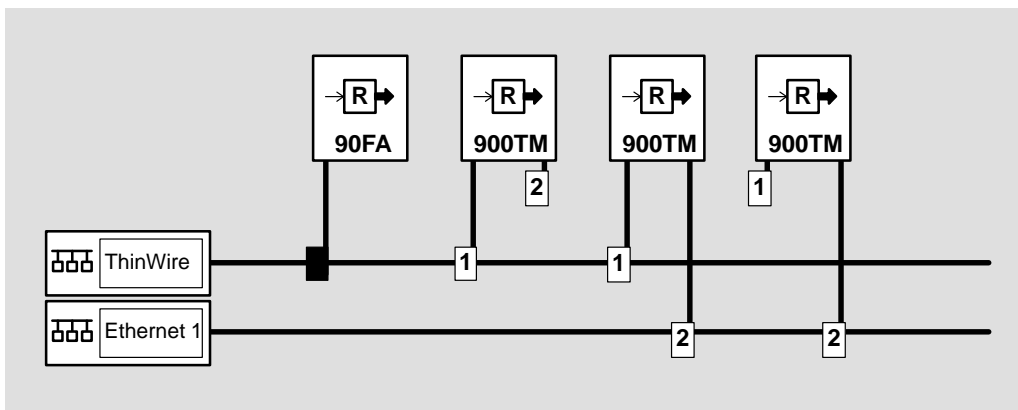 R R R R
90FA 900TM 900TM 900TM
2 1
ThinWire 1 1
Ethernet 1 2 2